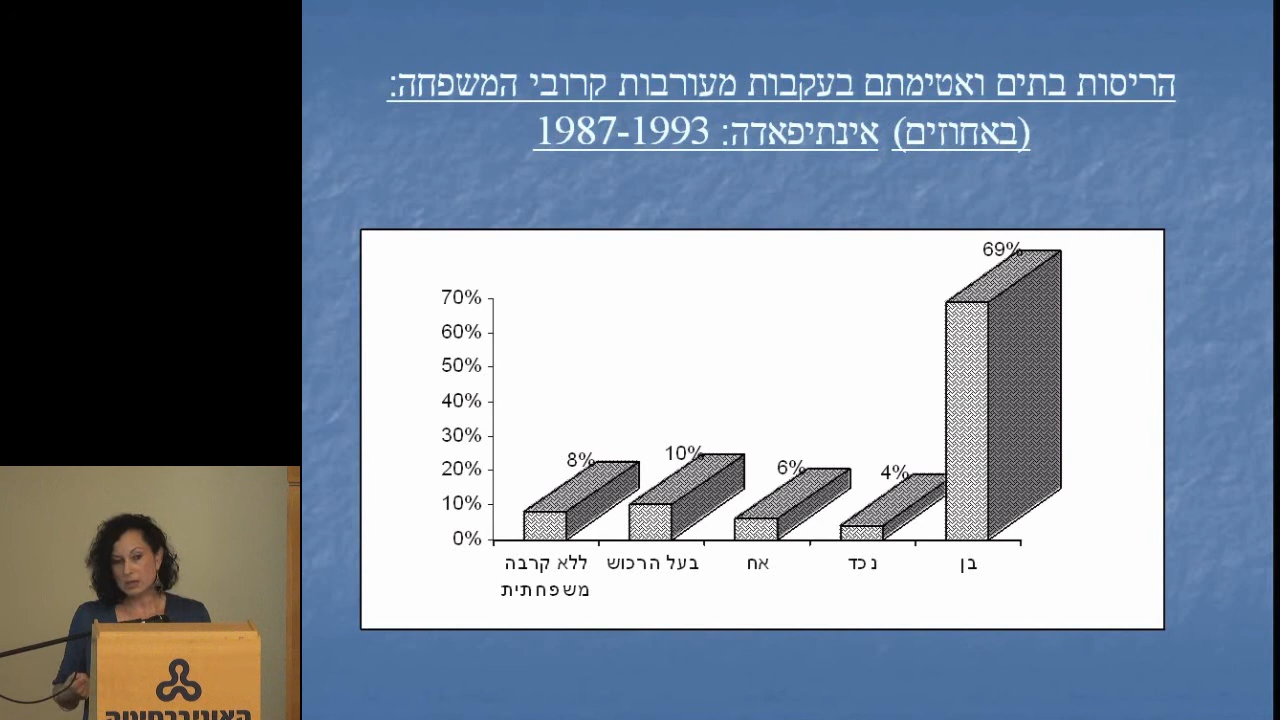 הריסות בתים ואטימתם בעקבות מעורבות קרובי המשפחה:
(באחוזים) אינתיפאדה: 1987-1993
69%
70%
60%
50%
40%
30%
20%
10%
0%
8%
10%
6%
4%
ללא קרבה משפחתית
בעל הרכוש
אח
נכד
בן
האוניברסיטה